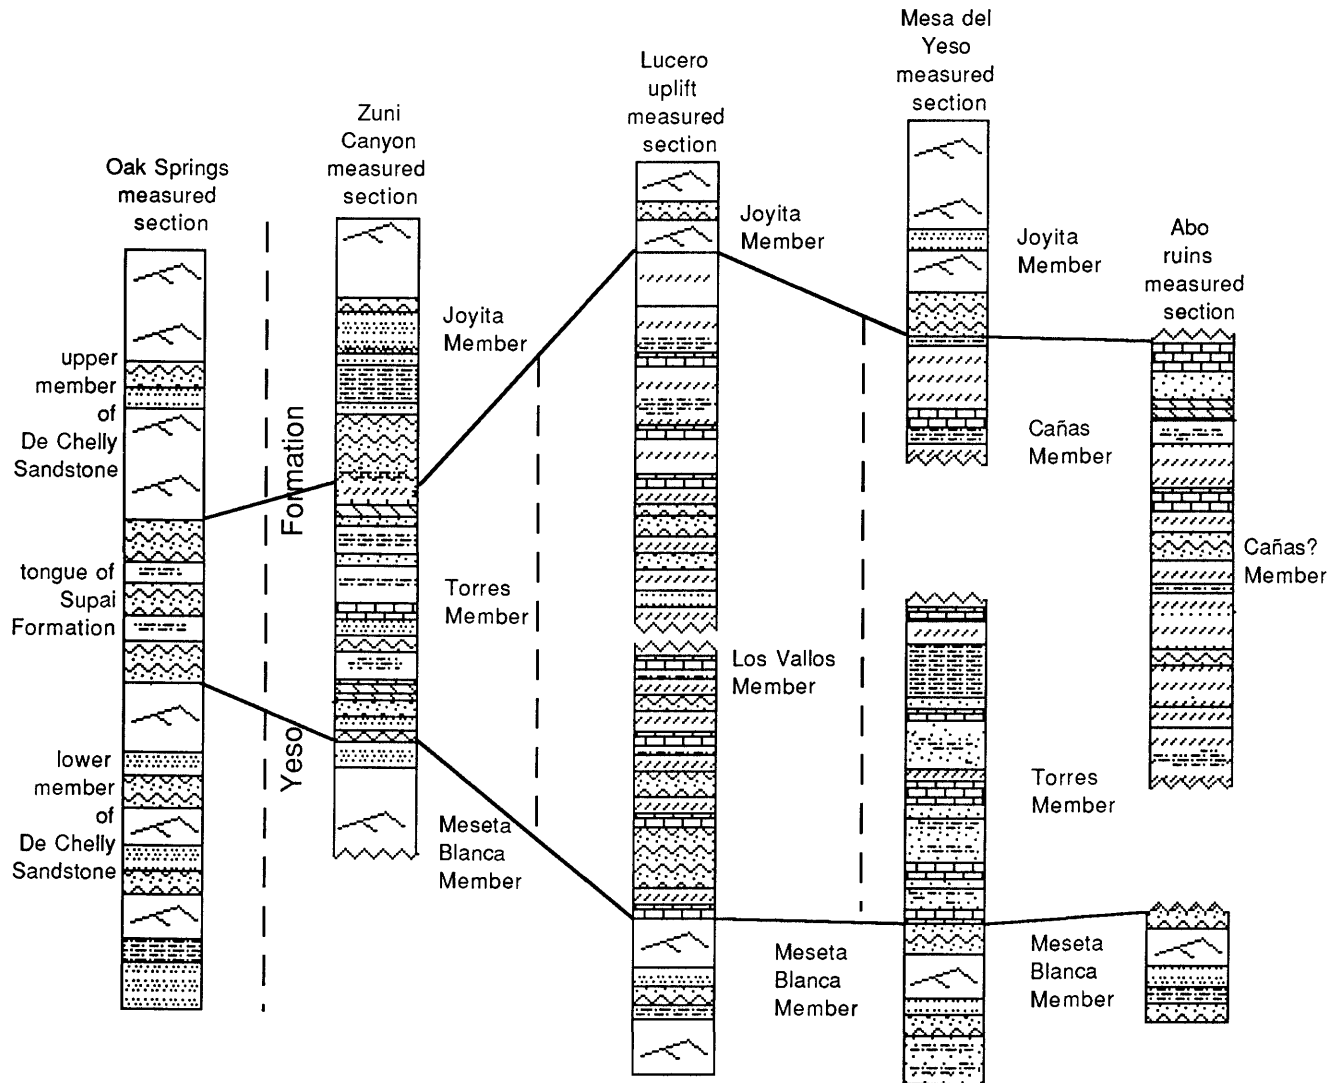 Oak Springs
measured
section
Zuni
Canyon
measured
section
Lucero
uplift
measured
section
Mesa del
Yeso
measured
section
Abo
ruins
measured
section
upper
member
of
De Chelly
Sandstone
tongue of
Supai
Formation
lower
member
of
De Chelly
Sandstone
Yeso Formation
Joyita
Member
Torres
Member
Meseta
Blanca
Member
Joyita
Member
Los Vallos
Member
Meseta
Blanca
Member
Joyita
Member
Cañas
Member
Torres
Member
Meseta
Blanca
Member
Cañas?
Member